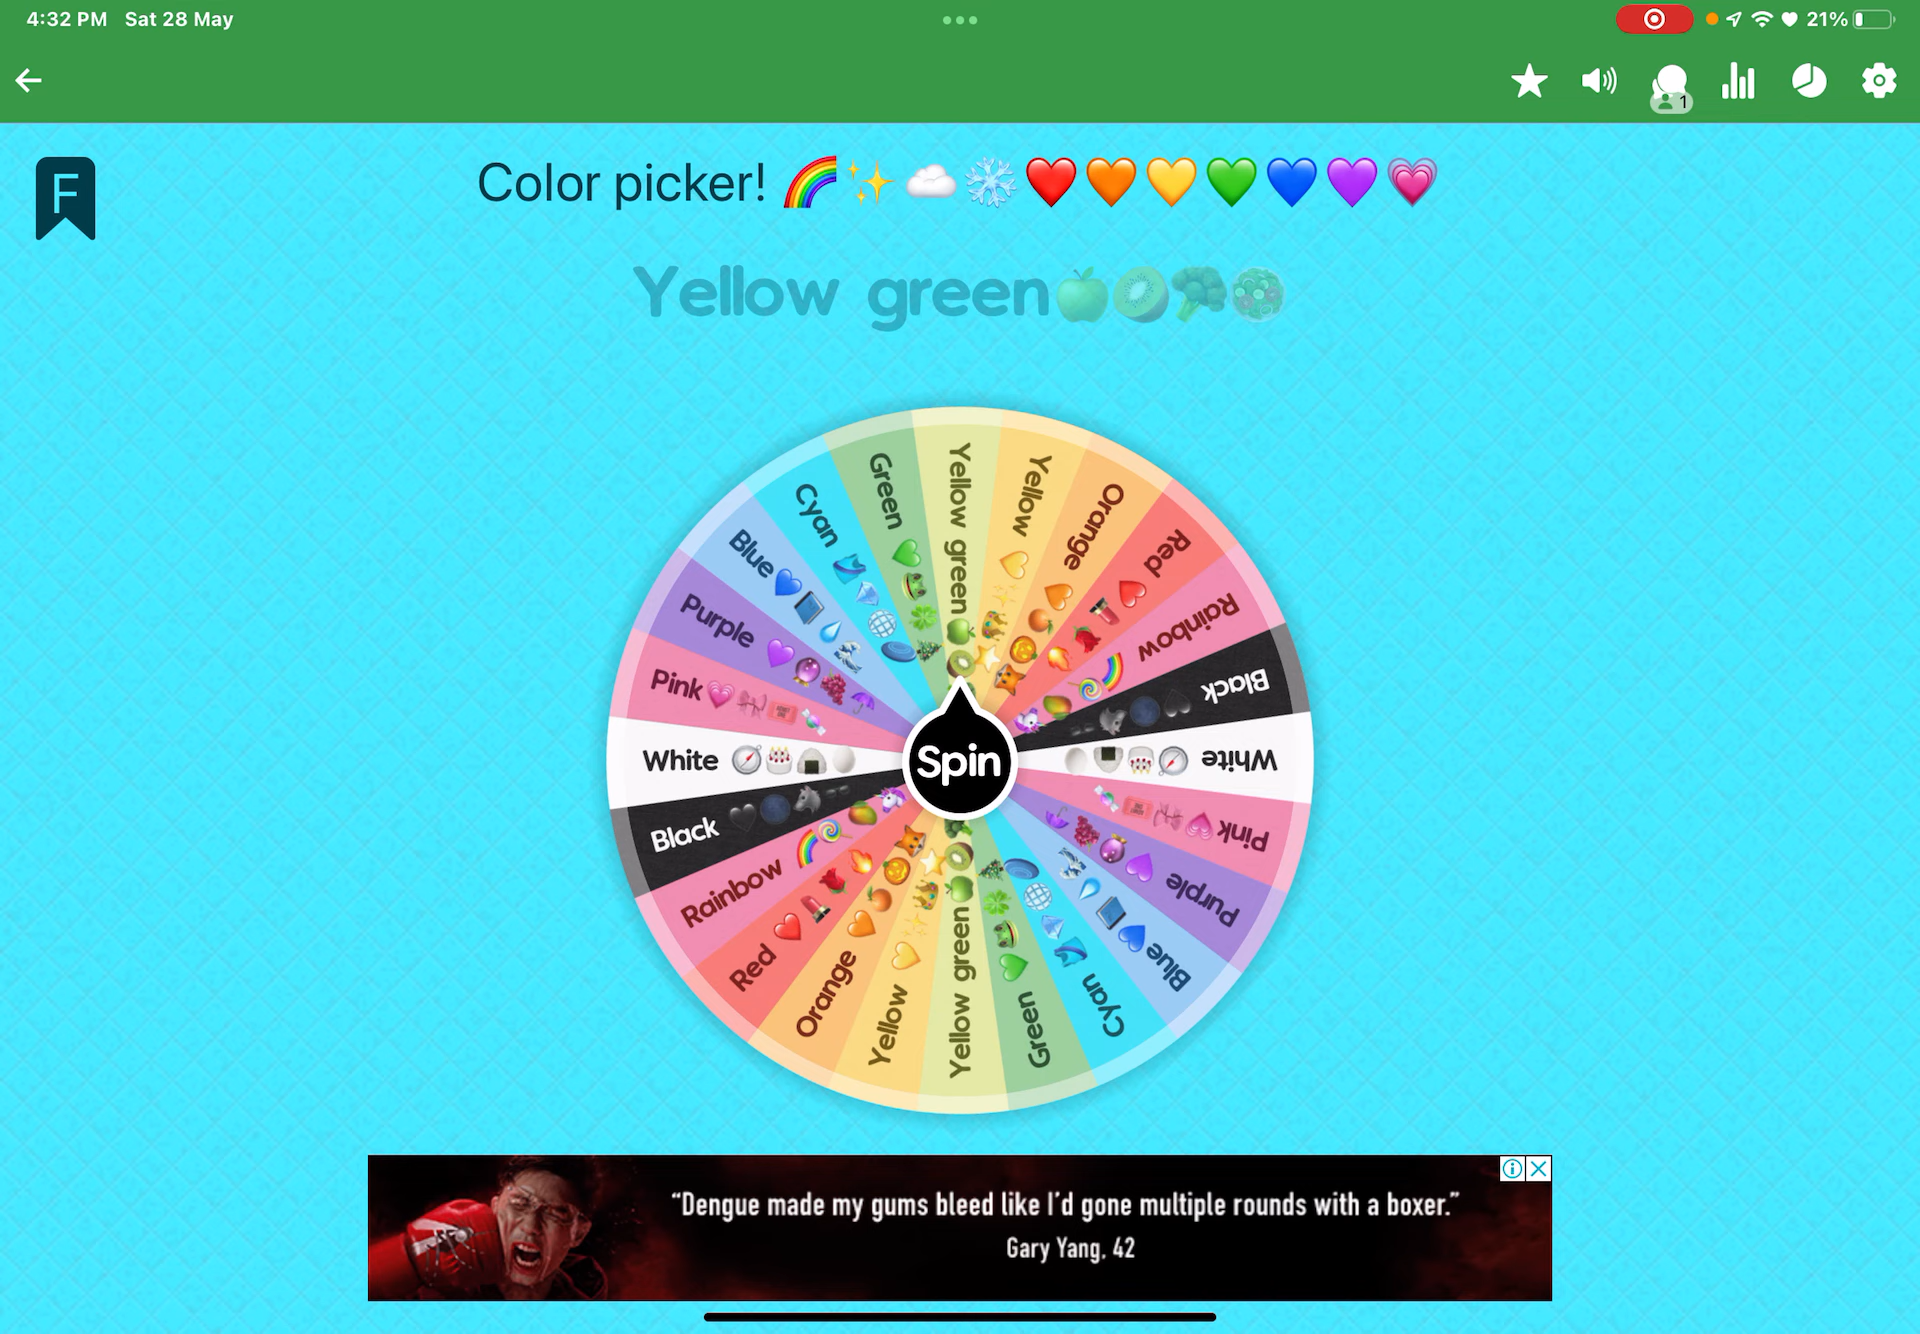 4:32 PM Sat 28 May
21%
1
F
Color picker! 🌈✨☁️❄️❤️🧡💛💚💙💜💗
Yellow green🍏🥝🥦🥗
Yellow green
Yellow
Orange
Red
Rainbow
Black
White
Pink
Purple
Blue
Cyan
Green
Yellow green
Yellow
Orange
Red
Rainbow
Black
White
Pink
Purple
Blue
Cyan
Green
Spin
“Dengue made my gums bleed like I’d gone multiple rounds with a boxer.”
Gary Yang, 42